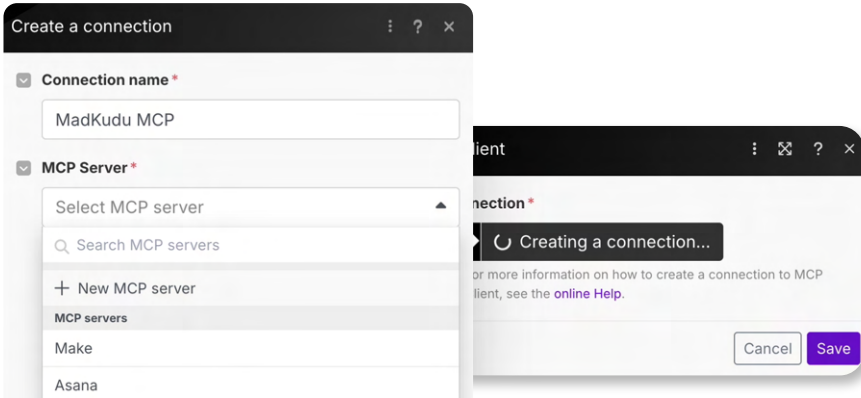 Create a connection
Connection name*
MadKudu MCP
MCP Server*
Select MCP server
Search MCP servers
+ New MCP server
MCP servers
Make
Asana
lient
nection*
Creating a connection...
or more information on how to create a connection to MCP
lient, see the online Help.
Cancel Save